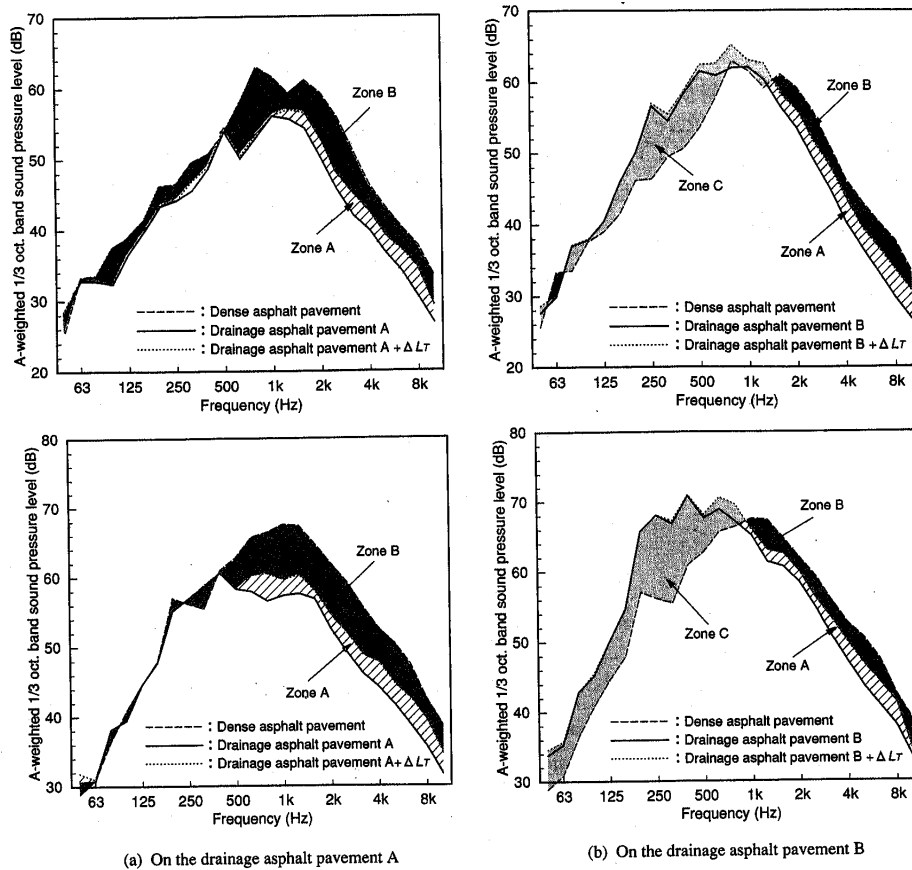 A-weighted 1/3 oct. band sound pressure level (dB)
70
60
50
40
30
20
Zone B
Zone A
: Dense asphalt pavement
: Drainage asphalt pavement A
: Drainage asphalt pavement A + Δ LT
63 125 250 500 1k 2k 4k 8k
Frequency (Hz)
A-weighted 1/3 oct. band sound pressure level (dB)
70
60
50
40
30
20
Zone B
Zone C
Zone A
: Dense asphalt pavement
: Drainage asphalt pavement B
: Drainage asphalt pavement B + Δ LT
63 125 250 500 1k 2k 4k 8k
Frequency (Hz)
A-weighted 1/3 oct. band sound pressure level (dB)
80
70
60
50
40
30
Zone B
Zone A
: Dense asphalt pavement
: Drainage asphalt pavement A
: Drainage asphalt pavement A + Δ LT
63 125 250 500 1k 2k 4k 8k
Frequency (Hz)
(a) On the drainage asphalt pavement A
A-weighted 1/3 oct. band sound pressure level (dB)
80
70
60
50
40
30
Zone B
Zone C
Zone A
: Dense asphalt pavement
: Drainage asphalt pavement B
: Drainage asphalt pavement B + Δ LT
63 125 250 500 1k 2k 4k 8k
Frequency (Hz)
(b) On the drainage asphalt pavement B